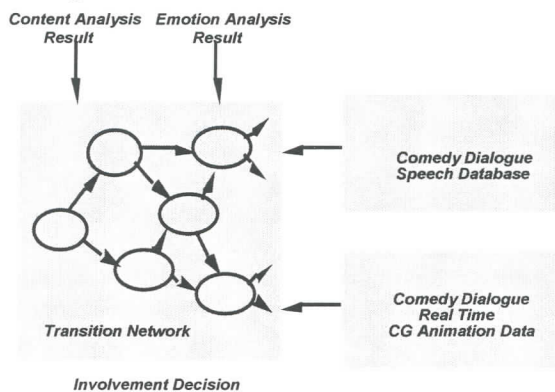 Content Analysis
Result
Emotion Analysis
Result
Comedy Dialogue
Speech Database
Comedy Dialogue
Real Time
CG Animation Data
Transition Network
Involvement Decision